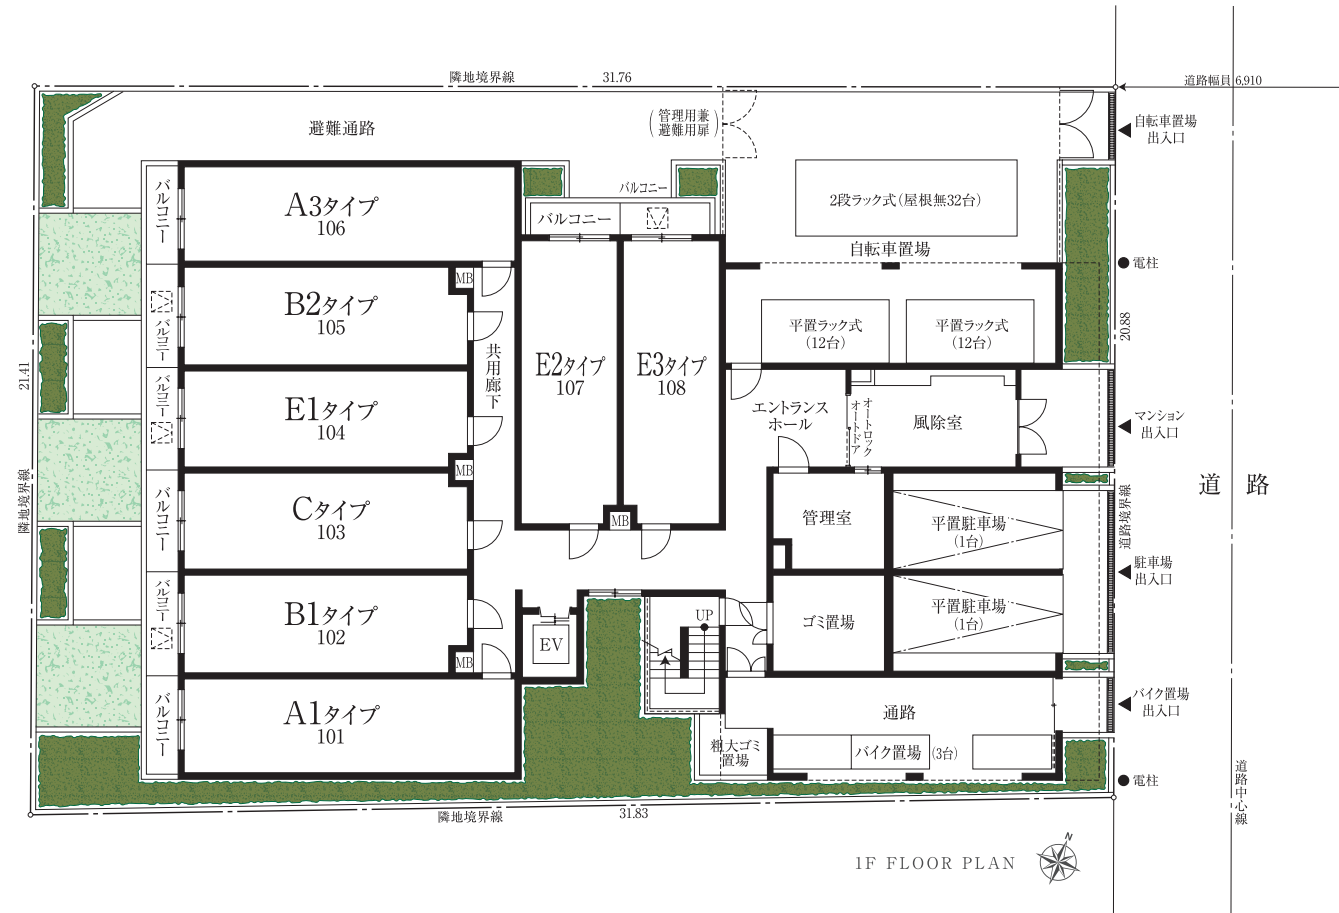 隣地境界線
31.76
道路幅員 6,910
避難通路
(管理用兼
避難用扉)
自転車置場
出入口
バルコニー
A3タイプ
106
バルコニー
バルコニー
2段ラック式(屋根無32台)
自転車置場
電柱
MB
B2タイプ
105
バルコニー
平置ラック式
(12台)
平置ラック式
(12台)
20.88
共用廊下
E2タイプ
107
E3タイプ
108
21.41
バルコニー
E1タイプ
104
エントランス
ホール
オートロック
オートドア
風除室
マンション
出入口
MB
道路
隣地境界線
バルコニー
Cタイプ
103
MB
管理室
平置駐車場
(1台)
道路境界線
駐車場
出入口
バルコニー
B1タイプ
102
MB
EV
UP
ゴミ置場
平置駐車場
(1台)
バルコニー
A1タイプ
101
通路
バイク置場
出入口
粗大ゴミ
置場
バイク置場 (3台)
電柱
道路中心線
隣地境界線
31.83
1F FLOOR PLAN
N